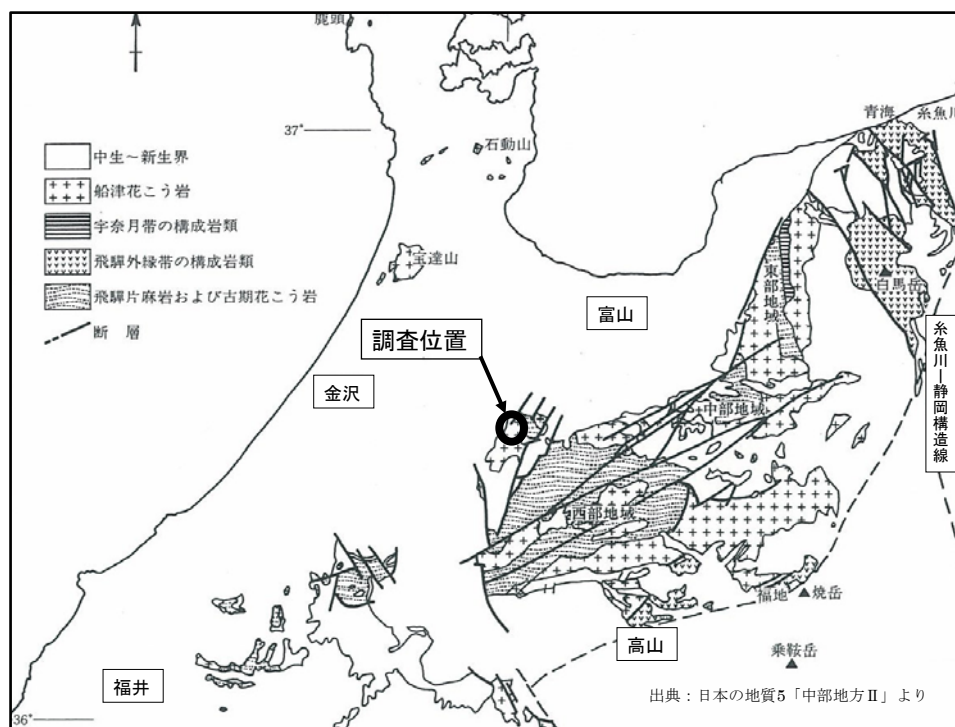 鹿頭
青海
糸魚川
37°
石動山
中生～新生界
船津花こう岩
宇奈月帯の構成岩類
飛騨外縁帯の構成岩類
飛騨片麻岩および古期花こう岩
断 層
宝達山
東部地域
白馬岳
富山
調査位置
金沢
糸魚川ー静岡構造線
中部地域
西部地域
福地
焼岳
高山
乗鞍岳
福井
出典：日本の地質5「中部地方Ⅱ」より
36°